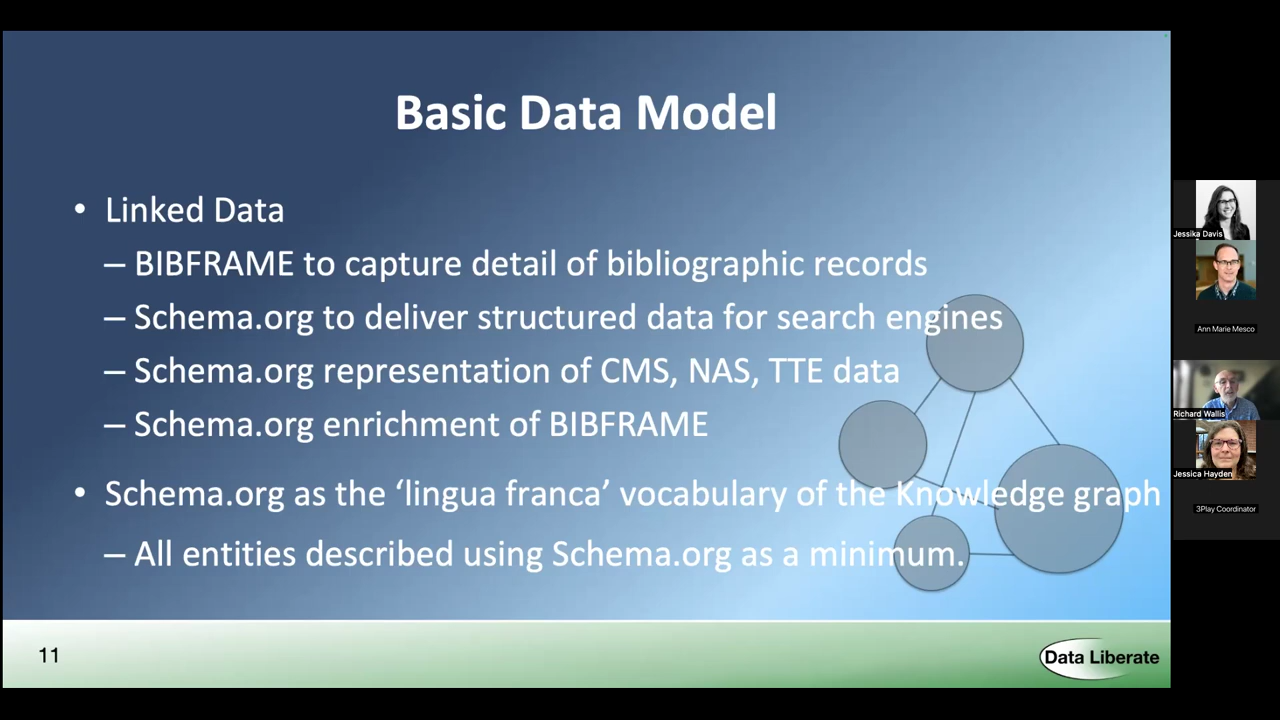 Basic Data Model
• Linked Data
– BIBFRAME to capture detail of bibliographic records
– Schema.org to deliver structured data for search engines
– Schema.org representation of CMS, NAS, TTE data
– Schema.org enrichment of BIBFRAME
• Schema.org as the ‘lingua franca’ vocabulary of the Knowledge graph
– All entities described using Schema.org as a minimum.
11
Data Liberate
Jessika Davis
Ann Marie Mesco
Richard Wallis
Jessica Hayden
3Play Coordinator